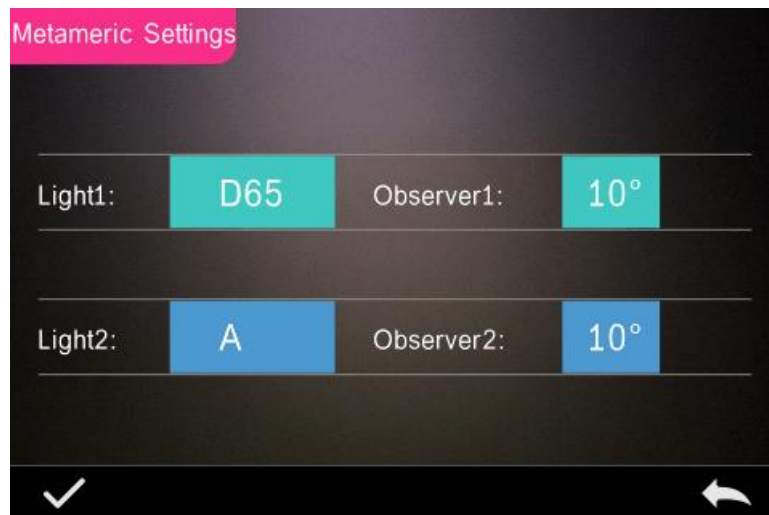 Metameric Settings
Light1: D65 Observer1: 10°
Light2: A Observer2: 10°